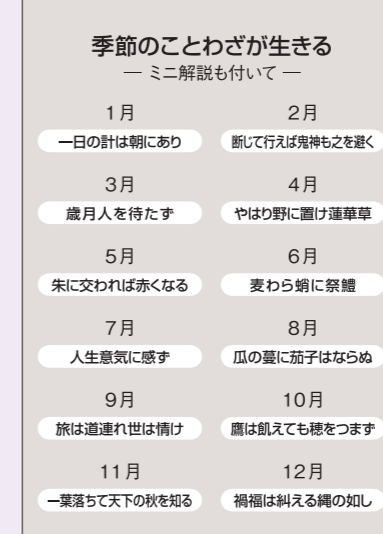 季節のことわざが生きる
― ミニ解説も付いて ―
1月 2月
一日の計は朝にあり 断じて行えば鬼神も之を避く
3月 4月
歳月人を待たず やはり野に置け蓮華草
5月 6月
朱に交われば赤くなる 麦わら蛸に祭鱧
7月 8月
人生意気に感ず 瓜の蔓に茄子はならぬ
9月 10月
旅は道連れ世は情け 鷹は飢えても穂をつまず
11月 12月
一葉落ちて天下の秋を知る 禍福は糾える縄の如し